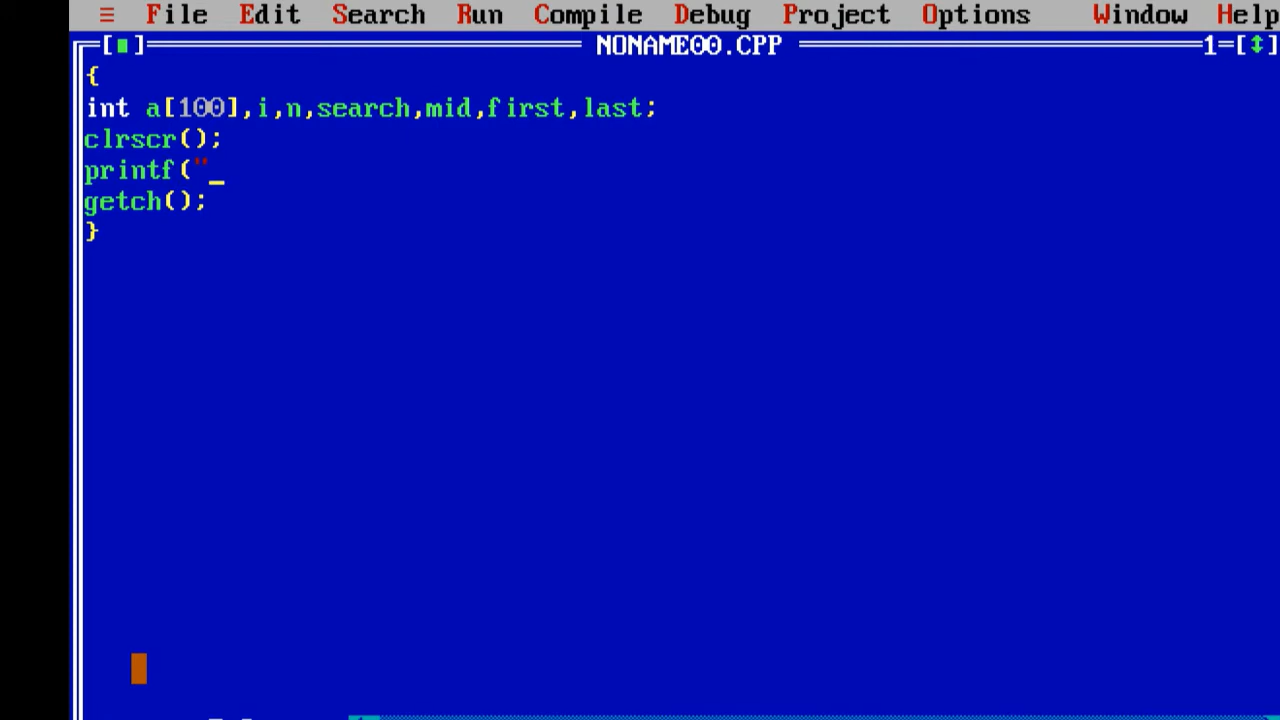 ≡ File Edit Search Run Compile Debug Project Options Window Help
[■] NONAME00.CPP 1=[↕]
{
int a[100],i,n,search,mid,first,last;
clrscr();
printf("_
getch();
}